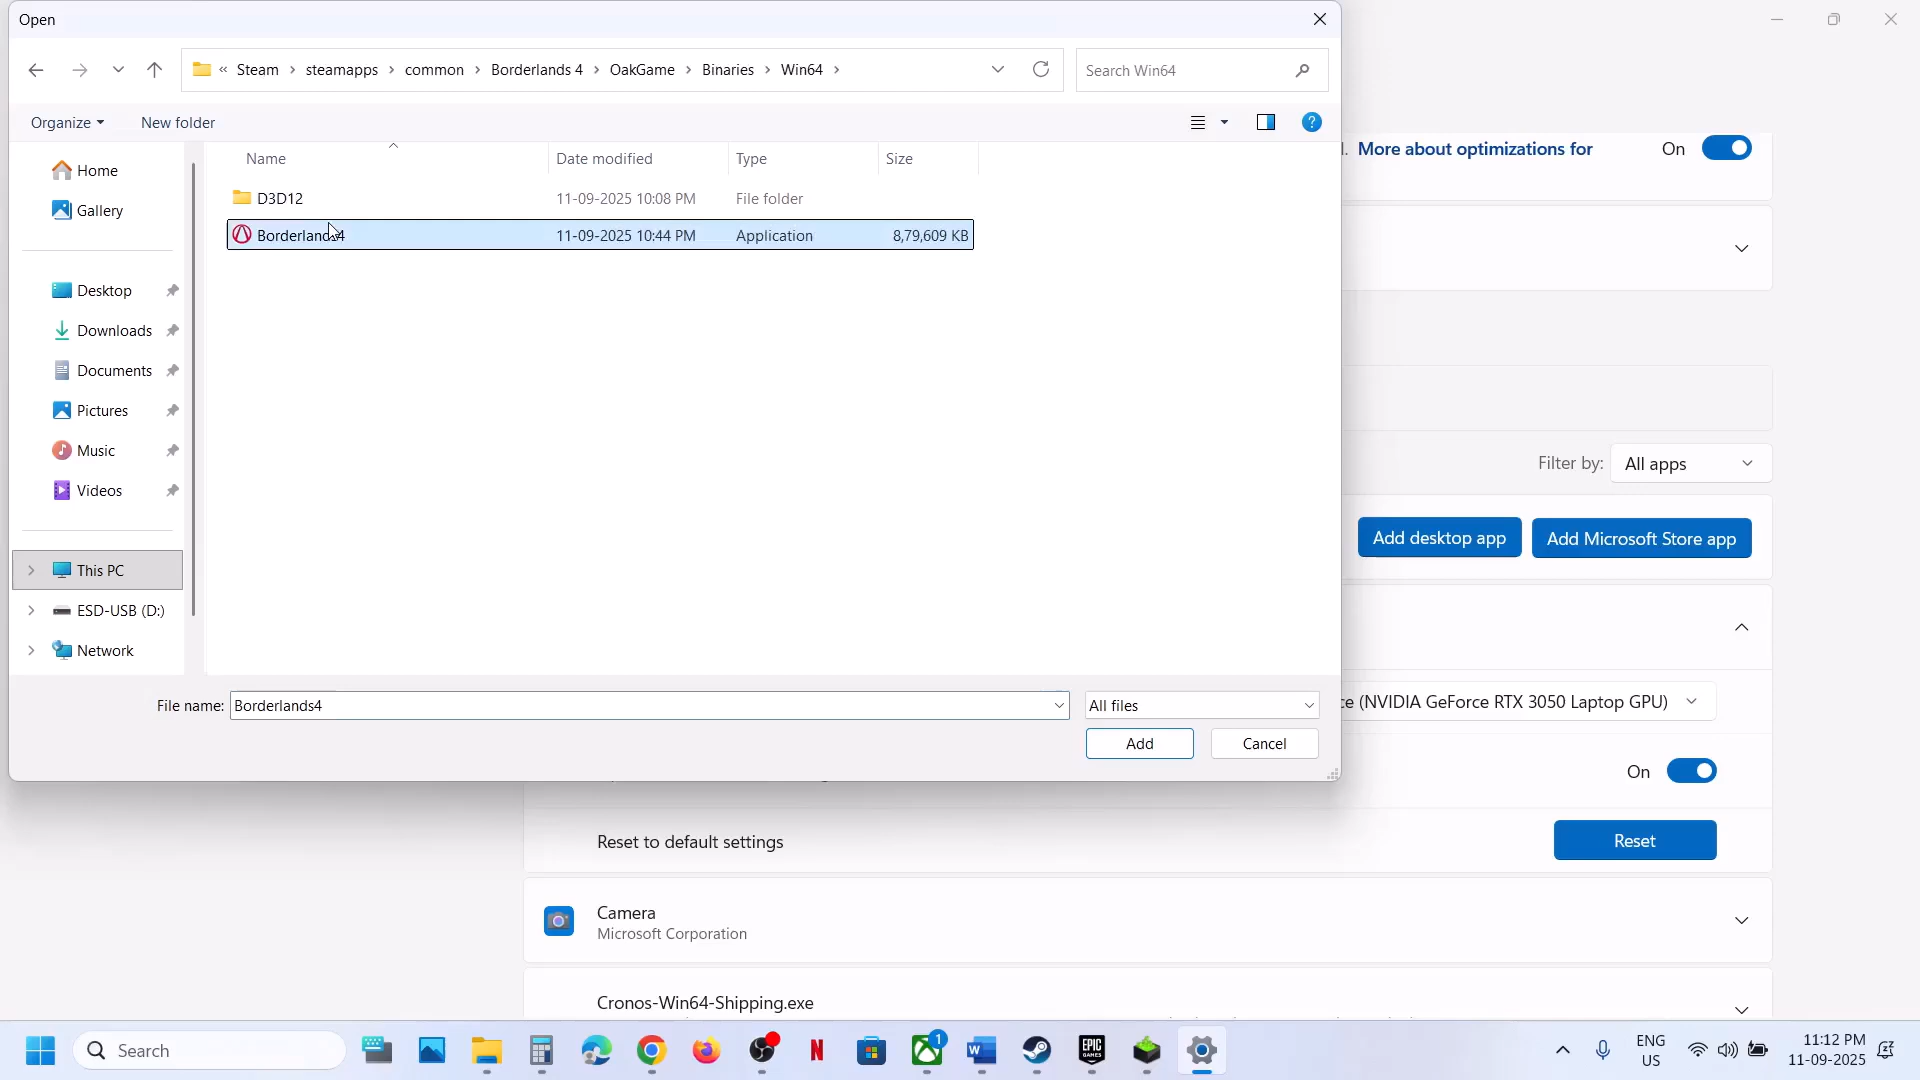 Open
« Steam > steamapps > common > Borderlands 4 > OakGame > Binaries > Win64 >
Search Win64
Organize
New folder
Name
Date modified
Type
Size
D3D12
11-09-2025 10:08 PM
File folder
Borderlands4
11-09-2025 10:44 PM
Application
8,79,609 KB
Home
Gallery
Desktop
Downloads
Documents
Pictures
Music
Videos
This PC
ESD-USB (D:)
Network
File name:
Borderlands4
All files
Add
Cancel
l. More about optimizations for
On
Filter by:
All apps
Add desktop app
Add Microsoft Store app
ce (NVIDIA GeForce RTX 3050 Laptop GPU)
On
Reset to default settings
Reset
Camera
Microsoft Corporation
Cronos-Win64-Shipping.exe
Search
1
EPIC
GAMES
ENG
US
11:12 PM
11-09-2025